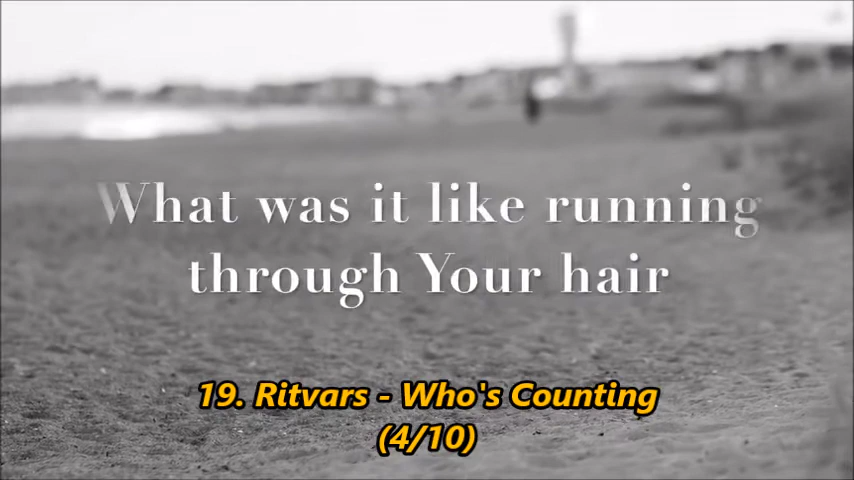 What was it like running
through Your hair
19. Ritvars - Who's Counting
(4/10)